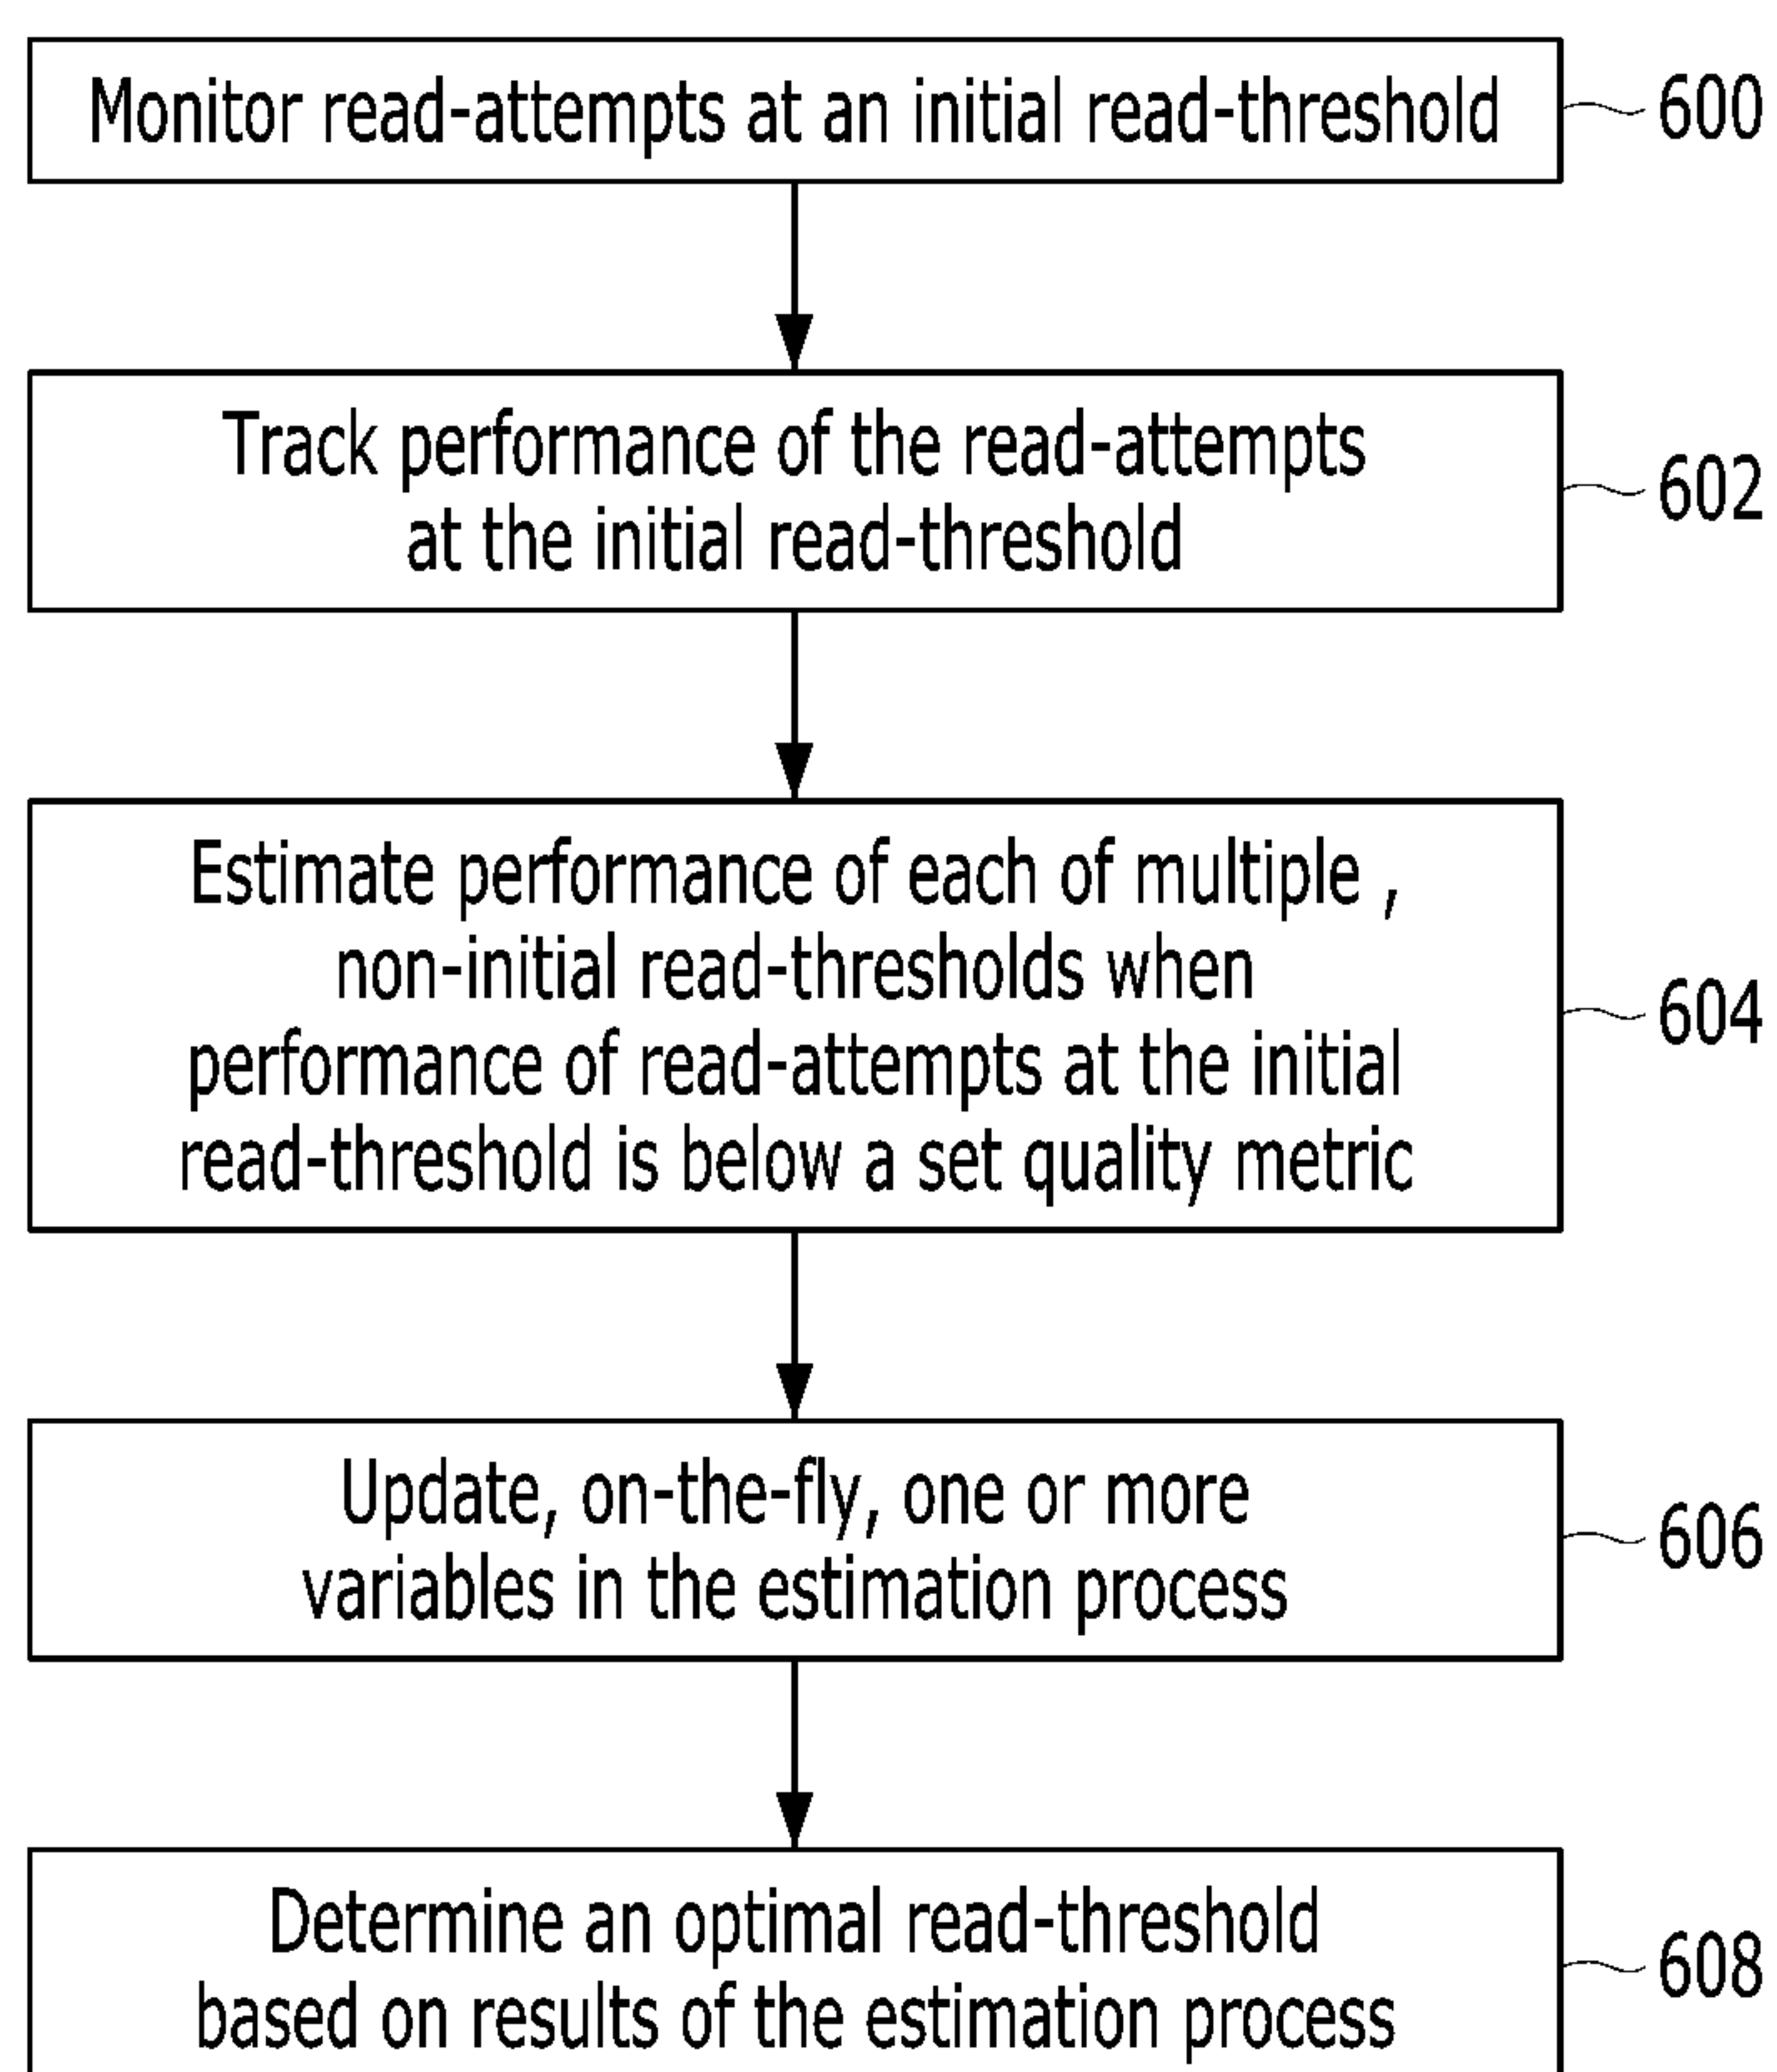 Monitor read-attempts at an initial read-threshold
600
Track performance of the read-attempts
at the initial read-threshold
602
Estimate performance of each of multiple ,
non-initial read-thresholds when
performance of read-attempts at the initial
read-threshold is below a set quality metric
604
Update, on-the-fly, one or more
variables in the estimation process
606
Determine an optimal read-threshold
based on results of the estimation process
608